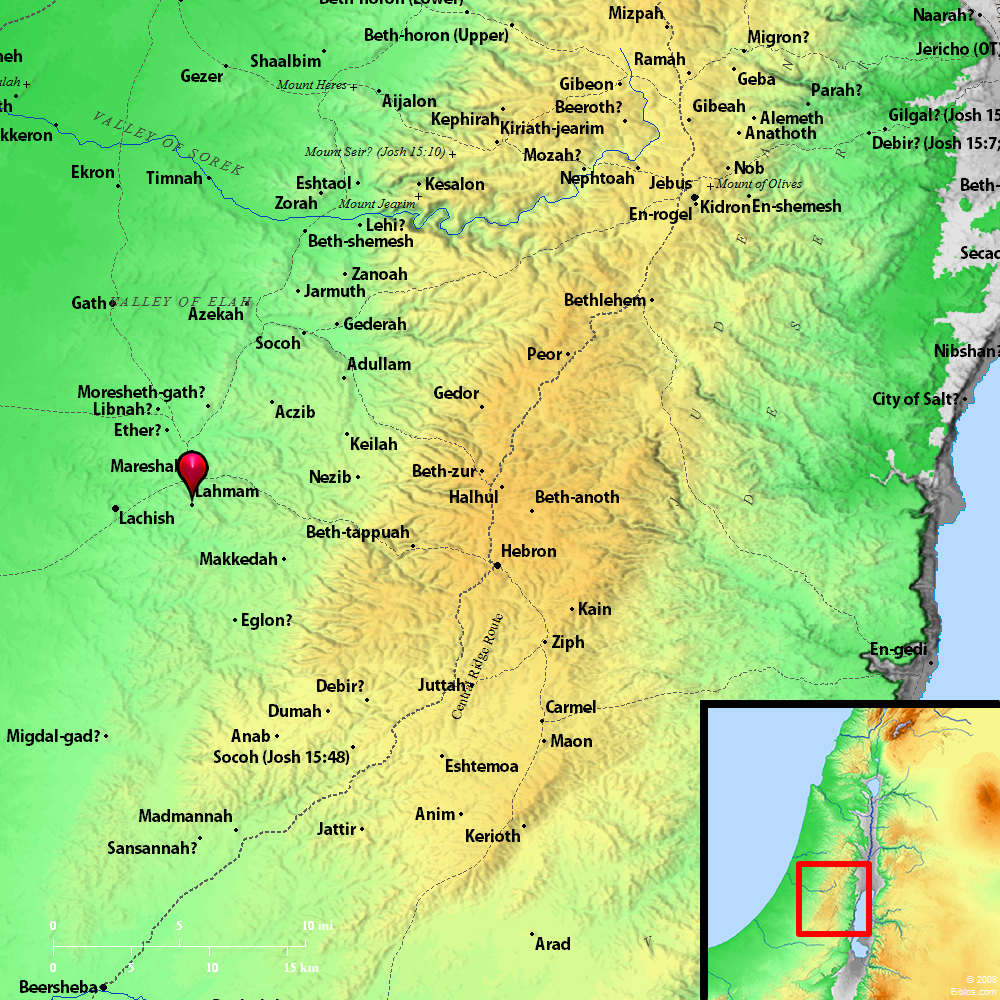 Mizpah
Naarah?
Beth-horon (Lower)
Beth-horon (Upper)
Migron?
Jericho (OT)
Shaalbim
Ramah
Gezer
Mount Heres
Gibeon
Geba
Parah?
Aijalon
Beeroth?
Gibeah
Alemeth
Gilgal? (Josh 15
Kephirah
Kiriath-jearim
Anathoth
kkeron
VALLEY OF SOREK
Debir? (Josh 15:7;
Mount Seir? (Josh 15:10)
Mozah?
Nob
Ekron
Timnah
Eshtaol
Kesalon
Nephtoah
Jebus
Mount of Olives
Beth-
Zorah
Mount Jearim
En-rogel
Kidron
En-shemesh
Lehi?
Beth-shemesh
Secac
Zanoah
Jarmuth
Gath
VALLEY OF ELAH
Azekah
Bethlehem
Gederah
Socoh
Peor
Nibshan?
Adullam
Moresheth-gath?
Gedor
City of Salt?
Libnah?
Aczib
Ether?
Keilah
JUDEAN
DESERT
Mareshah
Nezib
Beth-zur
Lahmam
Halhul
Beth-anoth
Lachish
Beth-tappuah
Hebron
Makkedah
Kain
Eglon?
Ziph
Central Ridge Route
En-gedi
Debir?
Juttah
Dumah
Carmel
Migdal-gad?
Anab
Maon
Socoh (Josh 15:48)
Eshtemoa
Madmannah
Jattir
Anim
Kerioth
Sansannah?
0 5 10 mi
Arad
0 5 10 15 km
Beersheba
© 2008
Biblos.com